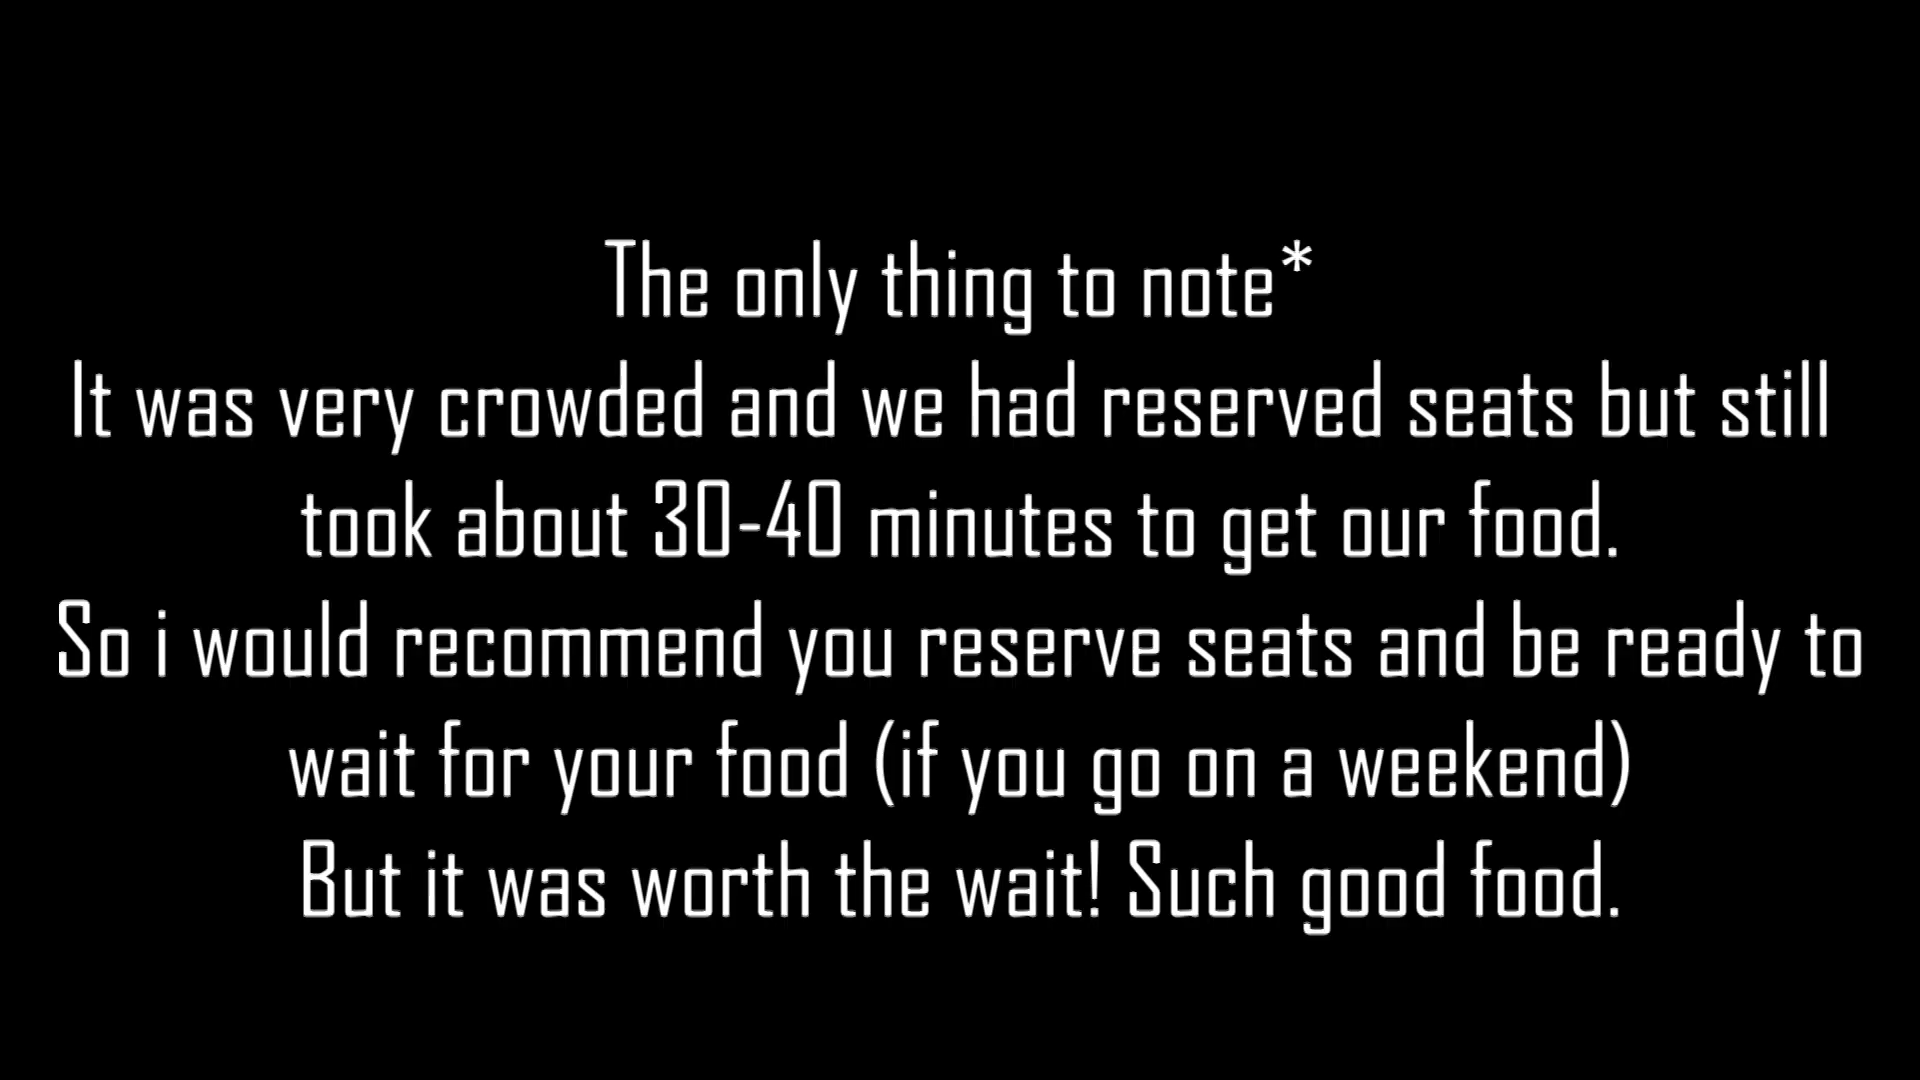 The only thing to note*
It was very crowded and we had reserved seats but still
took about 30-40 minutes to get our food.
So i would recommend you reserve seats and be ready to
wait for your food (if you go on a weekend)
But it was worth the wait! Such good food.